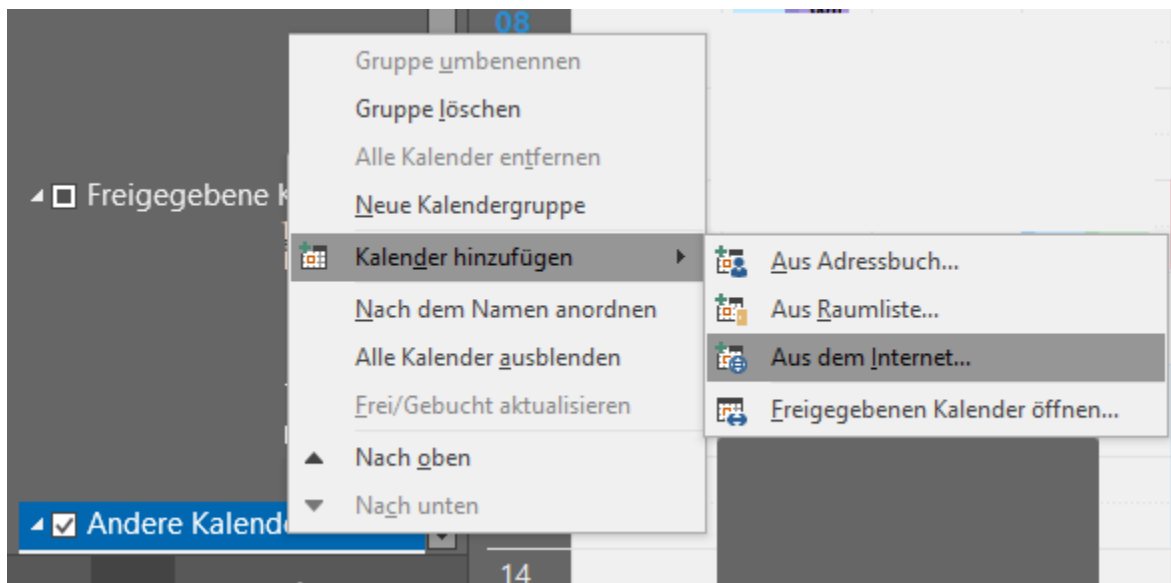 08
Gruppe umbenennen
Gruppe löschen
Alle Kalender entfernen
Freigegebene
Neue Kalendergruppe
Kalender hinzufügen
Aus Adressbuch...
Nach dem Namen anordnen
Aus Raumliste...
Alle Kalender ausblenden
Aus dem Internet...
Frei/Gebucht aktualisieren
Freigegebenen Kalender öffnen...
Nach oben
Nach unten
Andere Kalend
14